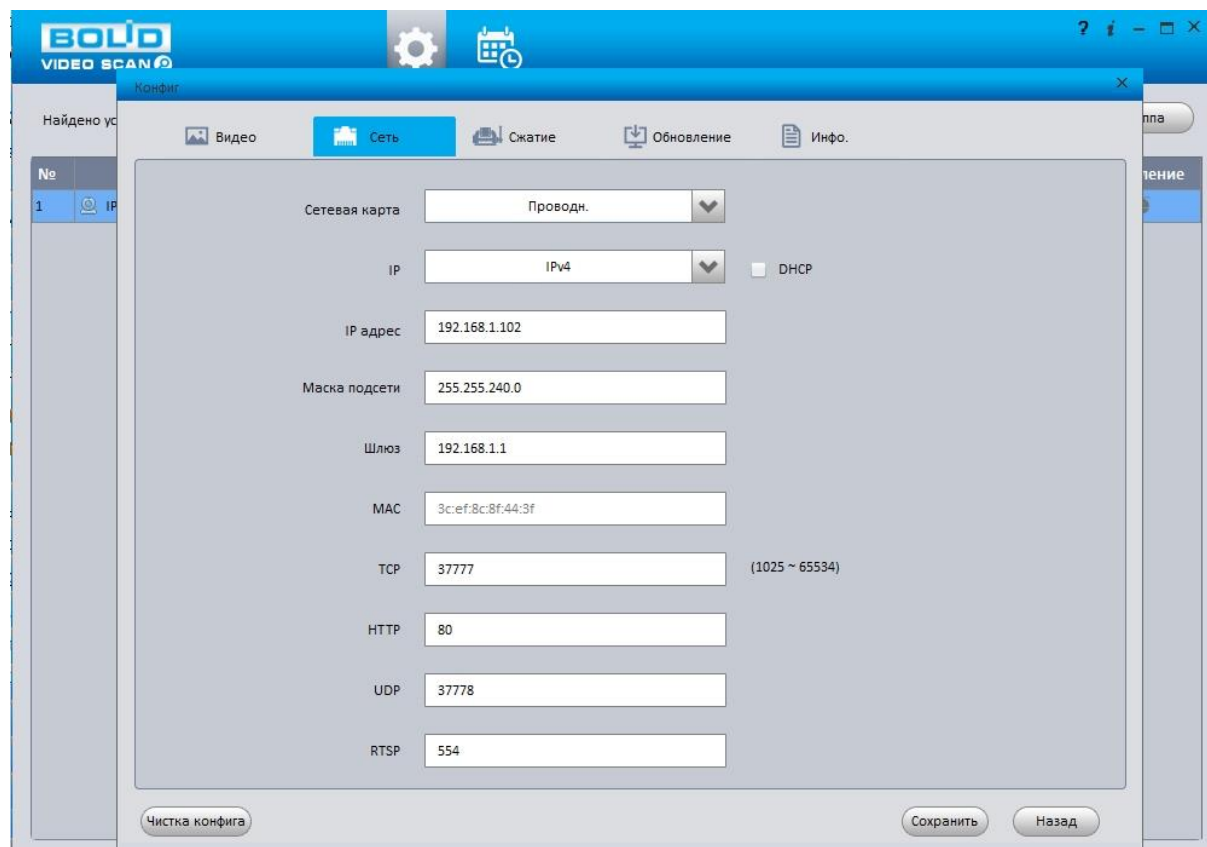 BOLID
VIDEO SCAN
? i
Конфиг
Найдено ус
ппа
Видео Сеть Сжатие Обновление Инфо.
№ ление
1 IP
Сетевая карта Проводн.
IP IPv4 DHCP
IP адрес 192.168.1.102
Маска подсети 255.255.240.0
Шлюз 192.168.1.1
MAC 3c:ef:8c:8f:44:3f
TCP 37777 (1025 ~ 65534)
HTTP 80
UDP 37778
RTSP 554
Чистка конфига Сохранить Назад